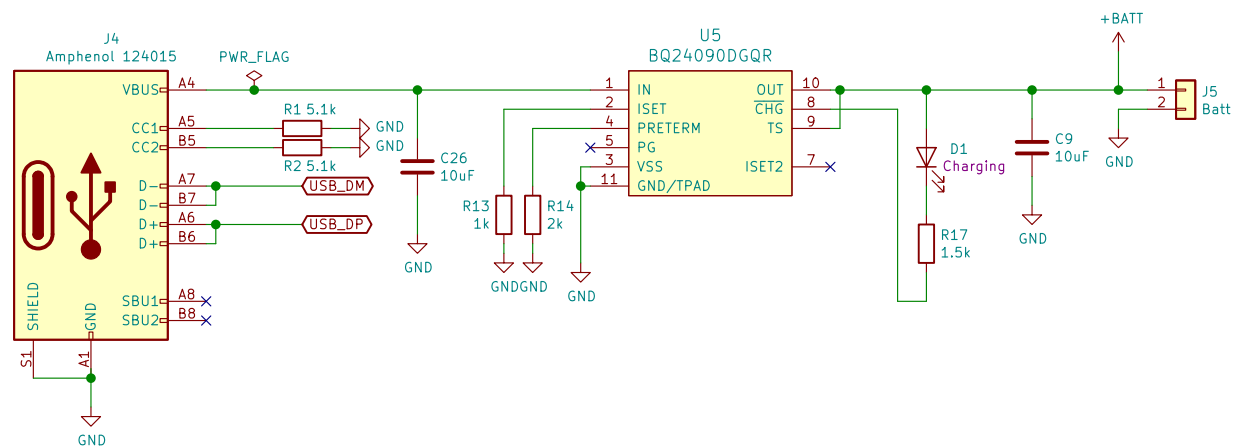 J4
Amphenol 124015
VBUS
A4
CC1
A5
CC2
B5
D-
A7
D-
B7
D+
A6
D+
B6
SBU1
A8
SBU2
B8
SHIELD
S1
GND
A1
GND
PWR_FLAG
R1 5.1k
GND
GND
R2 5.1k
USB_DM
USB_DP
C26
10uF
GND
R13
1k
GND
R14
2k
GND
GND
U5
BQ24090DGQR
1
IN
2
ISET
4
PRETERM
5
PG
3
VSS
11
GND/TPAD
OUT
10
CHG
8
TS
9
ISET2
7
D1
Charging
R17
1.5k
C9
10uF
GND
+BATT
GND
1
2
J5
Batt